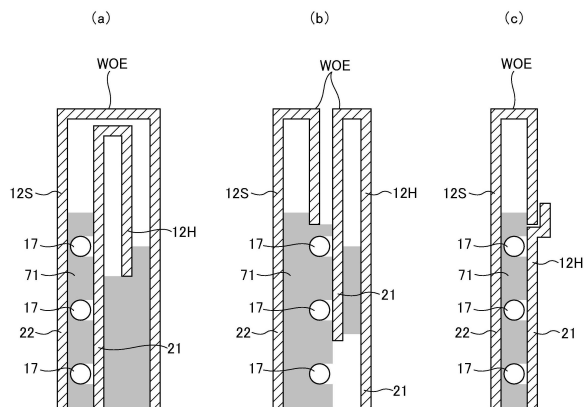 (a) (b) (c)
WOE WOE WOE
12S 12S 12H 12S
12H
17 17 17
12H
71 71 71
21
17 17 17
22 21 22 22 21
17 17 21 17